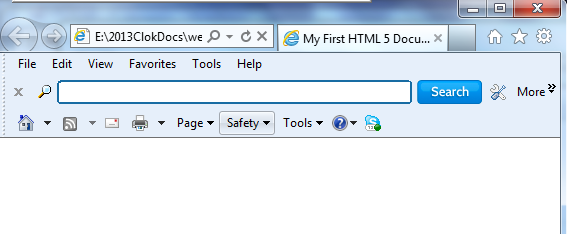 E:\2013ClokDocs\we
My First HTML 5 Docu...
File Edit View Favorites Tools Help
Search More
Page Safety Tools